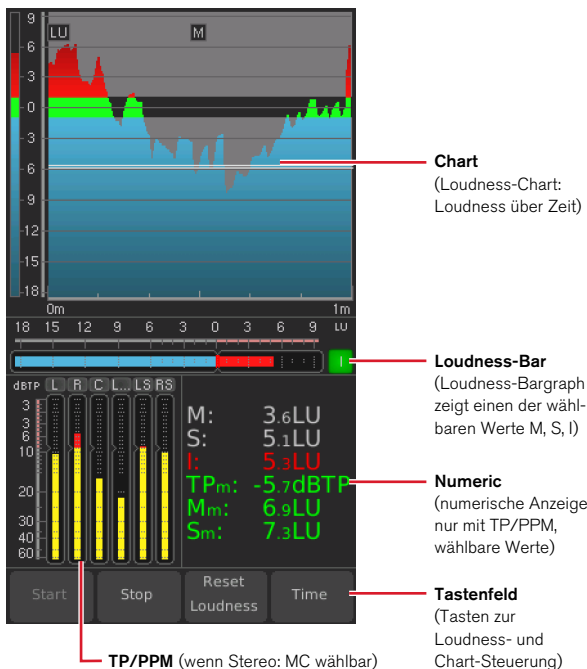 9
LU
M
6
3
0
3
6
9
12
15
18
0m
1m
18 15 12 9 6 3 0 3 6 9 LU
I
dBTP L R C L... LS RS
3
3
6
10
20
30
40
60
M: 3.6LU
S: 5.1LU
I: 5.3LU
TPm: -5.7dBTP
Mm: 6.9LU
Sm: 7.3LU
Start
Stop
Reset
Loudness
Time
Chart
(Loudness-Chart:
Loudness über Zeit)
Loudness-Bar
(Loudness-Bargraph
zeigt einen der wähl-
baren Werte M, S, I)
Numeric
(numerische Anzeige
nur mit TP/PPM,
wählbare Werte)
Tastenfeld
(Tasten zur
Loudness- und
Chart-Steuerung)
TP/PPM (wenn Stereo: MC wählbar)